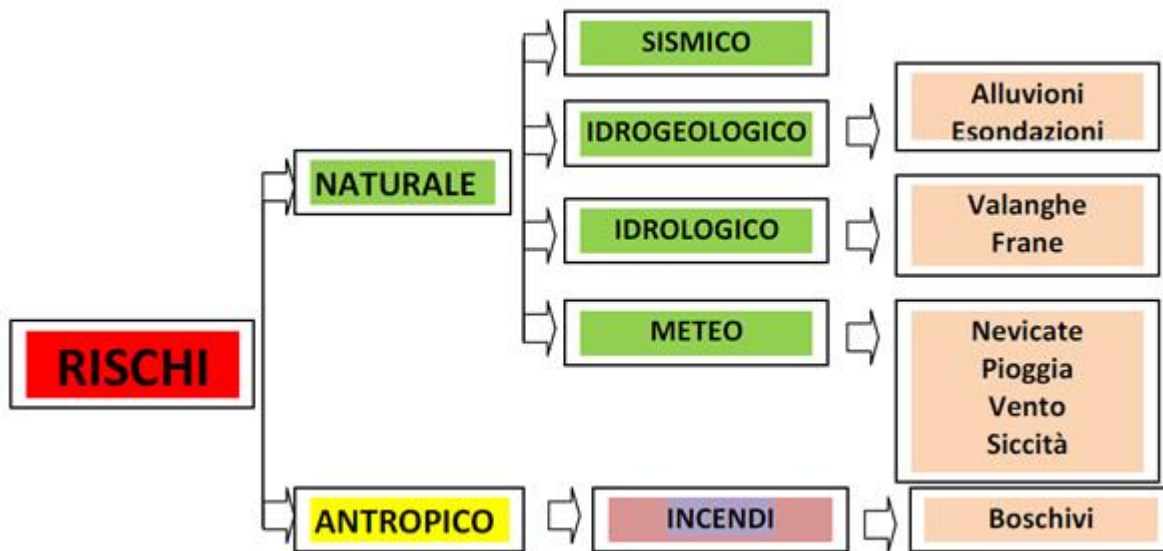 SISMICO
IDROGEOLOGICO
Alluvioni
Esondazioni
NATURALE
IDROLOGICO
Valanghe
Frane
RISCHI
METEO
Nevicate
Pioggia
Vento
Siccità
ANTROPICO
INCENDI
Boschivi